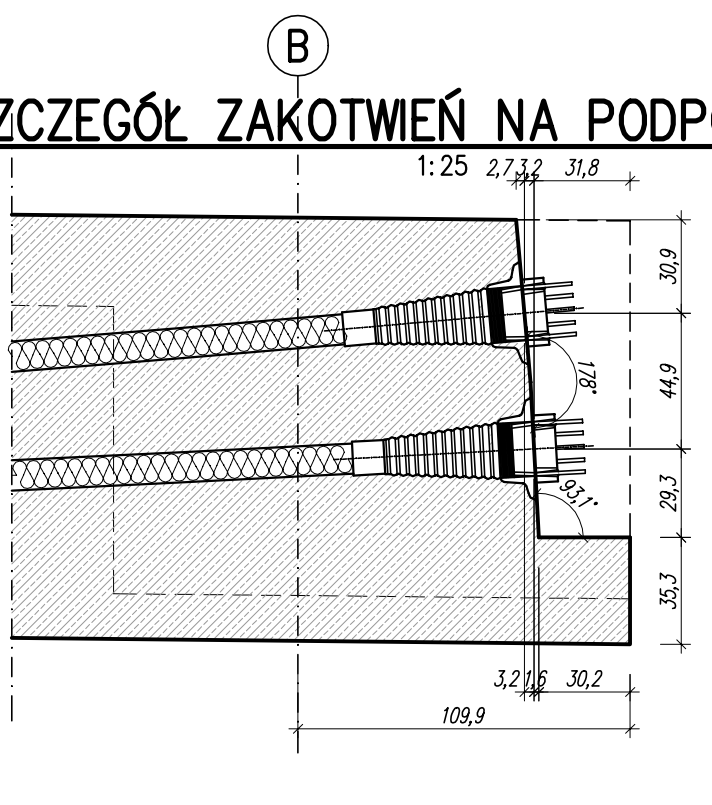 B
ZCZEGÓŁ ZAKOTWIEŃ NA PODPO
1:25
2,7 3,2 31,8
30,9
178°
44,9
93,1°
29,3
35,3
3,2 1,6 30,2
109,9